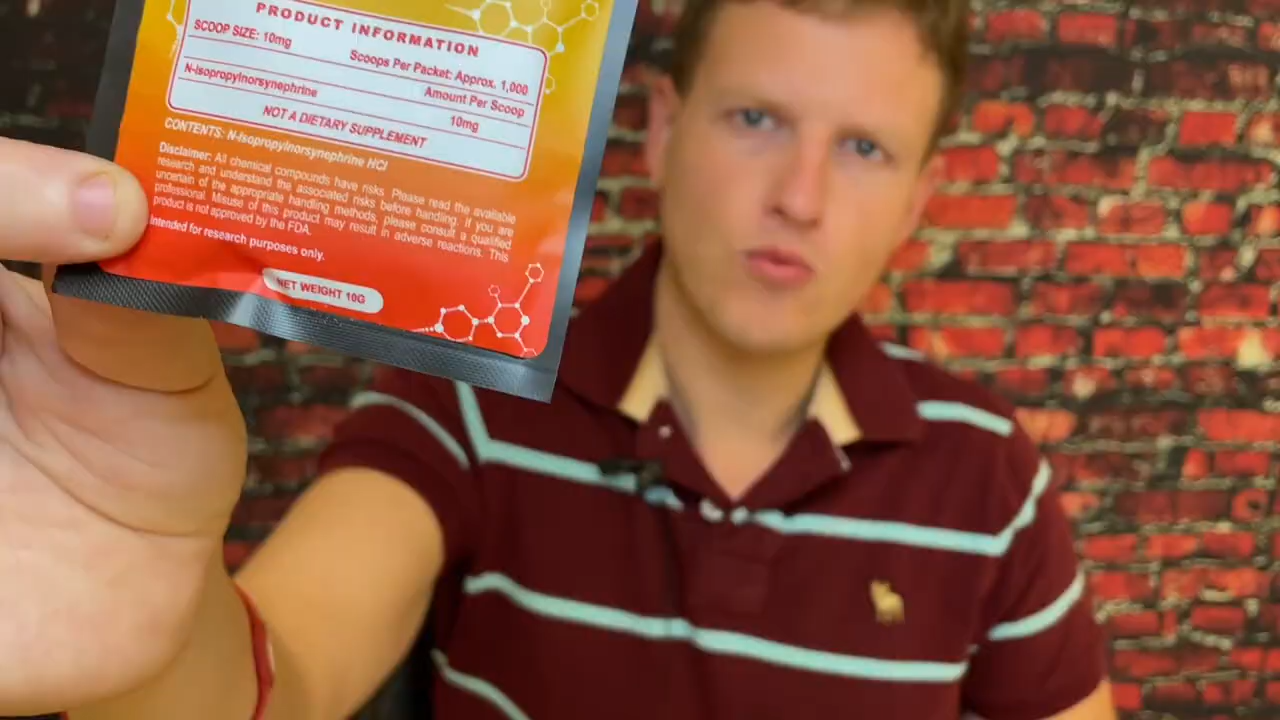 PRODUCT INFORMATION
SCOOP SIZE: 10mg
Scoops Per Packet: Approx. 1,000
Amount Per Scoop
N-Isopropylnorsynephrine
10mg
NOT A DIETARY SUPPLEMENT
CONTENTS: N-Isopropylnorsynephrine HCl
Disclaimer: All chemical compounds have risks. Please read the available
research and understand the associated risks before handling. If you are
uncertain of the appropriate handling methods, please consult a qualified
professional. Misuse of this product may result in adverse reactions. This
product is not approved by the FDA.
Intended for research purposes only.
NET WEIGHT 10G